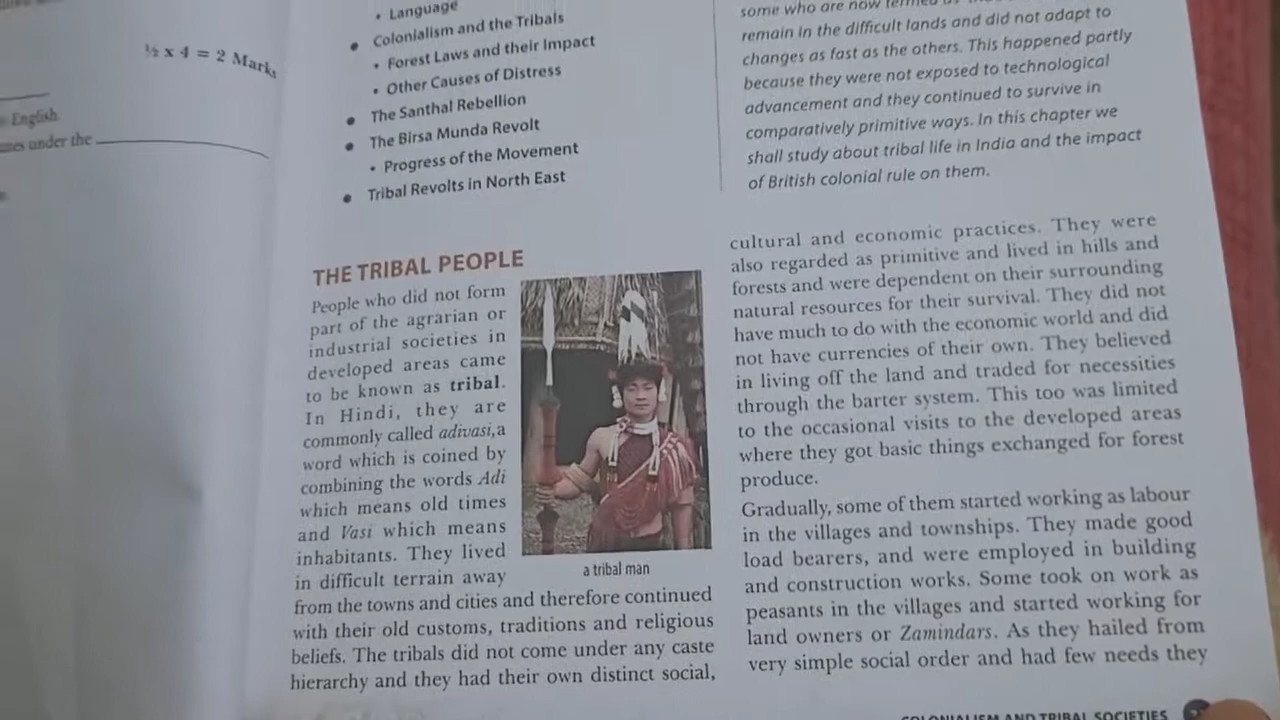 ½ x 4 = 2 Marks
English
under the
• Language
• Colonialism and the Tribals
• Forest Laws and their Impact
• Other Causes of Distress
• The Santhal Rebellion
• The Birsa Munda Revolt
• Progress of the Movement
• Tribal Revolts in North East
some who are now termed
remain in the difficult lands and did not adapt to
changes as fast as the others. This happened partly
because they were not exposed to technological
advancement and they continued to survive in
comparatively primitive ways. In this chapter we
shall study about tribal life in India and the impact
of British colonial rule on them.
THE TRIBAL PEOPLE
People who did not form
part of the agrarian or
industrial societies in
developed areas came
to be known as tribal.
In Hindi, they are
commonly called adivasi, a
word which is coined by
combining the words Adi
which means old times
and Vasi which means
inhabitants. They lived
in difficult terrain away
from the towns and cities and therefore continued
with their old customs, traditions and religious
beliefs. The tribals did not come under any caste
hierarchy and they had their own distinct social,
a tribal man
cultural and economic practices. They were
also regarded as primitive and lived in hills and
forests and were dependent on their surrounding
natural resources for their survival. They did not
have much to do with the economic world and did
not have currencies of their own. They believed
in living off the land and traded for necessities
through the barter system. This too was limited
to the occasional visits to the developed areas
where they got basic things exchanged for forest
produce.
Gradually, some of them started working as labour
in the villages and townships. They made good
load bearers, and were employed in building
and construction works. Some took on work as
peasants in the villages and started working for
land owners or Zamindars. As they hailed from
very simple social order and had few needs they
COLONIALISM AND TRIBAL SOCIETIES